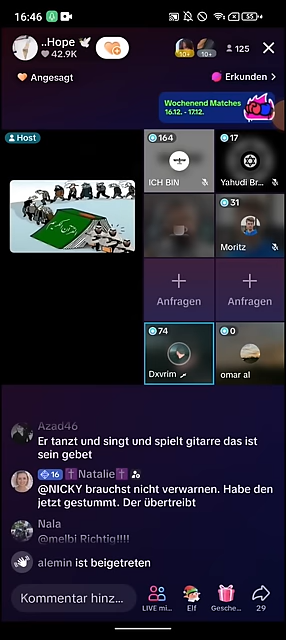 16:46
55
..Hope 🕊
42.9K
10+
10+
125
Angesagt
Erkunden >
Wochenend Matches
16.12. - 17.12.
Host
164
ICH BIN
17
Yahudi Br...
31
Moritz
+
Anfragen
+
Anfragen
74
Dxvrim
0
omar al
Azad46
Er tanzt und singt und spielt gitarre das ist
sein gebet
16 ✝️Natalie✝️
@NICKY brauchst nicht verwarnen. Habe den
jetzt gestummt. Der übertreibt
Nala
@melbi Richtig!!!!
alemin ist beigetreten
Kommentar hinz...
LIVE mi...
Elf
Gesche...
29